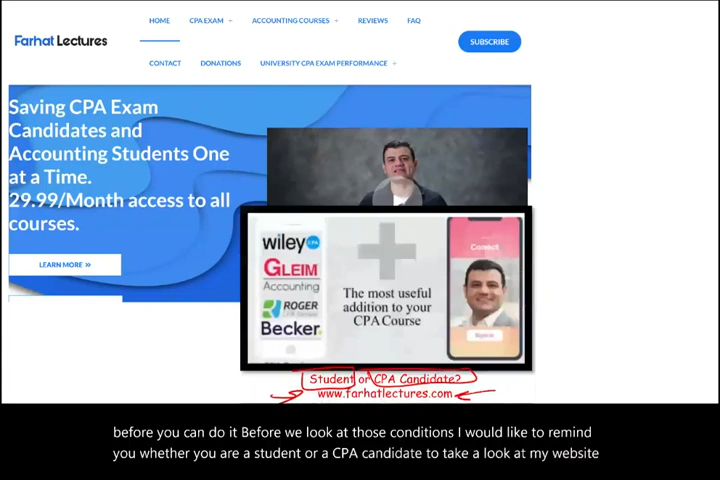 HOME CPA EXAM ACCOUNTING COURSES REVIEWS FAQ
Farhat Lectures
SUBSCRIBE
CONTACT DONATIONS UNIVERSITY CPA EXAM PERFORMANCE
Saving CPA Exam
Candidates and
Accounting Students One
at a Time.
29.99/Month access to all
courses.
LEARN MORE »
wiley CPA
GLEIM
Accounting
ROGER
Becker.
The most useful
addition to your
CPA Course
Connect
Sign in
Student or CPA Candidate?
www.farhatlectures.com
before you can do it Before we look at those conditions I would like to remind
you whether you are a student or a CPA candidate to take a look at my website